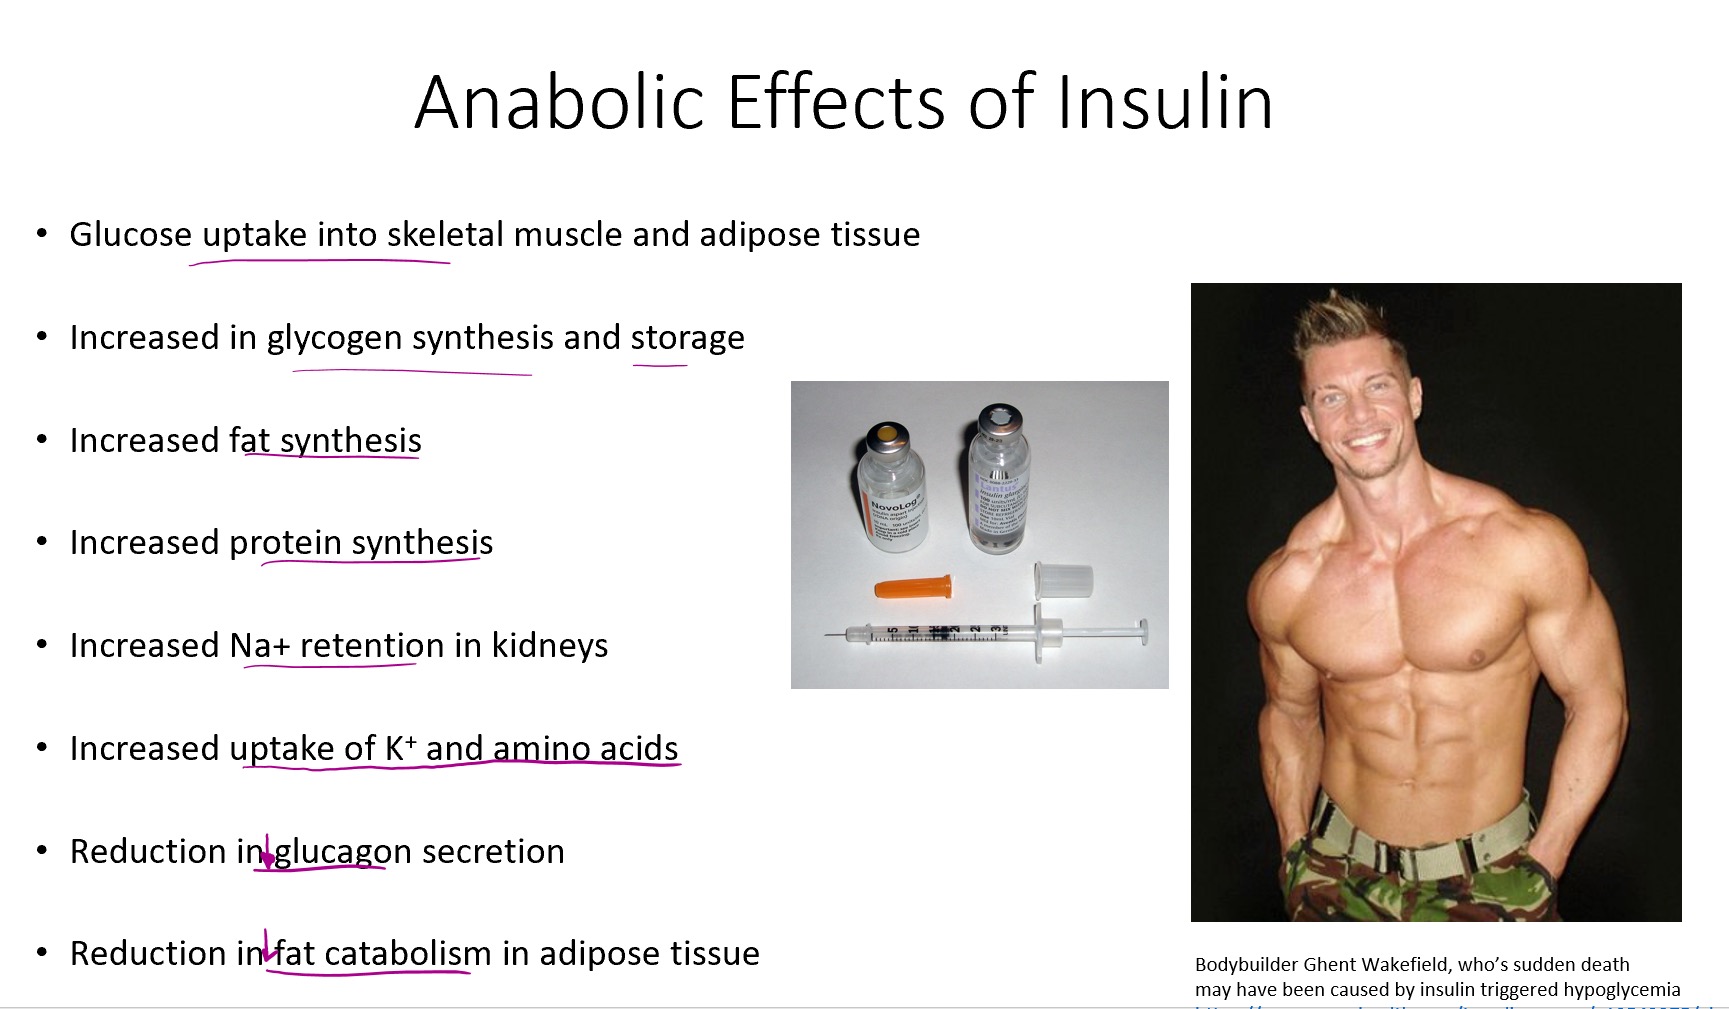 Anabolic Effects of Insulin
• Glucose uptake into skeletal muscle and adipose tissue
• Increased in glycogen synthesis and storage
• Increased fat synthesis
• Increased protein synthesis
• Increased Na+ retention in kidneys
• Increased uptake of K⁺ and amino acids
• Reduction in glucagon secretion
• Reduction in fat catabolism in adipose tissue
NovoLog®
Lantus
insulin
Bodybuilder Ghent Wakefield, who’s sudden death
may have been caused by insulin triggered hypoglycemia